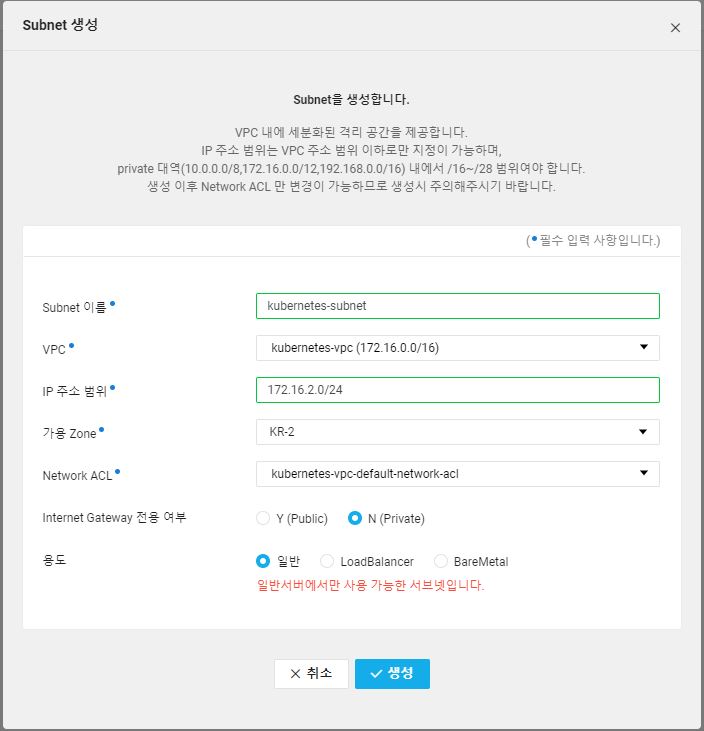 Subnet 생성
Subnet을 생성합니다.
VPC 내에 세분화된 격리 공간을 제공합니다.
IP 주소 범위는 VPC 주소 범위 이하로만 지정이 가능하며,
private 대역(10.0.0.0/8,172.16.0.0/12,192.168.0.0/16) 내에서 /16~/28 범위여야 합니다.
생성 이후 Network ACL 만 변경이 가능하므로 생성시 주의해주시기 바랍니다.
(• 필수 입력 사항입니다.)
Subnet 이름• kubernetes-subnet
VPC• kubernetes-vpc (172.16.0.0/16)
IP 주소 범위• 172.16.2.0/24
가용 Zone• KR-2
Network ACL• kubernetes-vpc-default-network-acl
Internet Gateway 전용 여부 Y (Public) N (Private)
용도 일반 LoadBalancer BareMetal
일반서버에서만 사용 가능한 서브넷입니다.
취소 생성